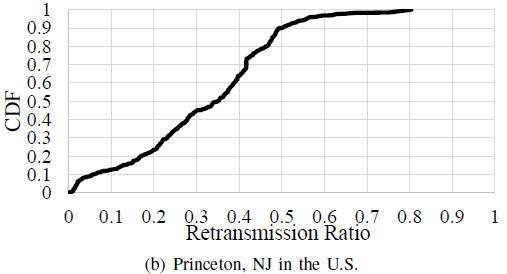 1
0.9
0.8
0.7
0.6
0.5
0.4
0.3
0.2
0.1
0
CDF
0 0.1 0.2 0.3 0.4 0.5 0.6 0.7 0.8 0.9 1
Retransmission Ratio
(b) Princeton, NJ in the U.S.